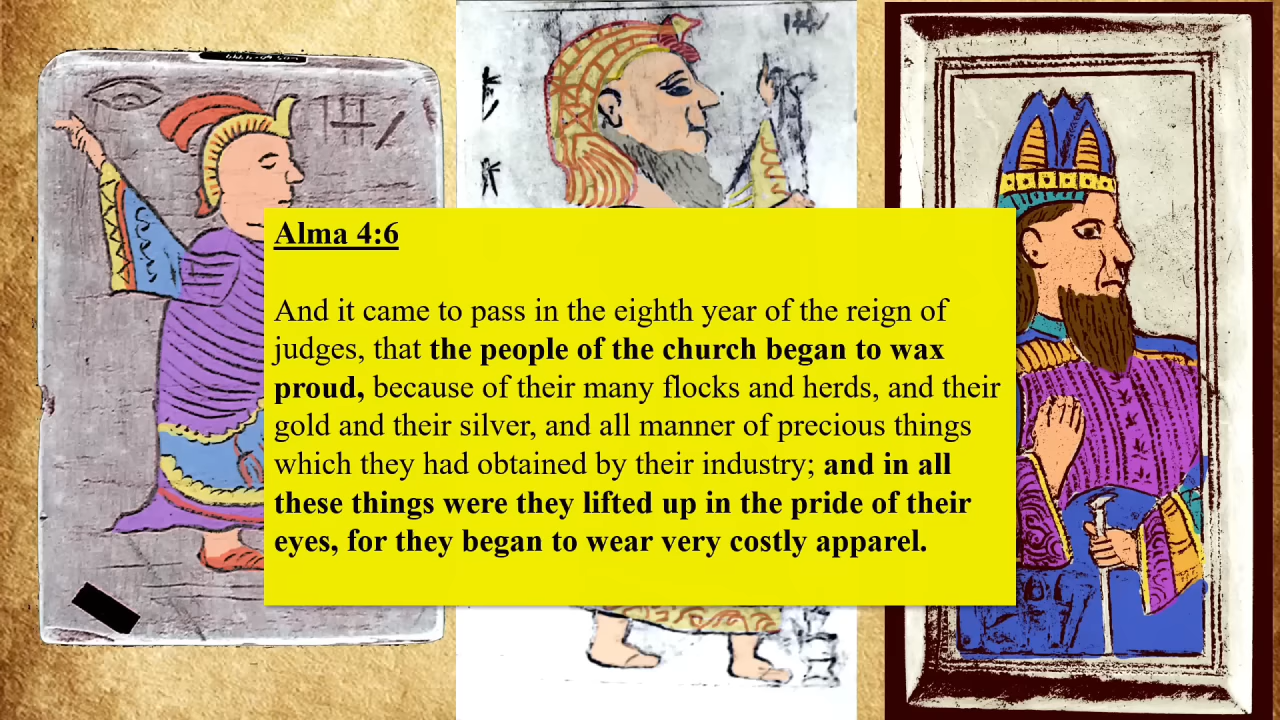 Alma 4:6
And it came to pass in the eighth year of the reign of
judges, that the people of the church began to wax
proud, because of their many flocks and herds, and their
gold and their silver, and all manner of precious things
which they had obtained by their industry; and in all
these things were they lifted up in the pride of their
eyes, for they began to wear very costly apparel.